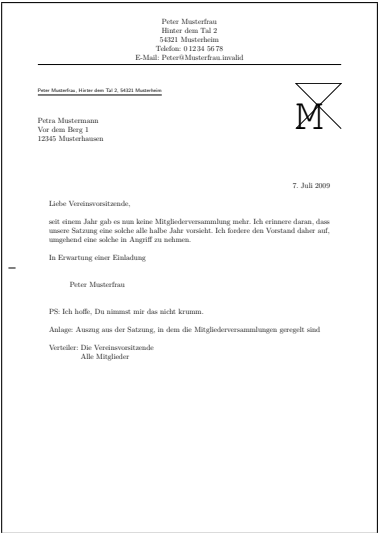 Peter Musterfrau
Hinter dem Tal 2
54321 Musterheim
Telefon: 0 12 34 56 78
E-Mail: Peter@Musterfrau.invalid
Peter Musterfrau, Hinter dem Tal 2, 54321 Musterheim
M
Petra Mustermann
Vor dem Berg 1
12345 Musterhausen
7. Juli 2009
Liebe Vereinsvorsitzende,
seit einem Jahr gab es nun keine Mitgliederversammlung mehr. Ich erinnere daran, dass
unsere Satzung eine solche alle halbe Jahr vorsieht. Ich fordere den Vorstand daher auf,
umgehend eine solche in Angriff zu nehmen.
In Erwartung einer Einladung
Peter Musterfrau
PS: Ich hoffe, Du nimmst mir das nicht krumm.
Anlage: Auszug aus der Satzung, in dem die Mitgliederversammlungen geregelt sind
Verteiler: Die Vereinsvorsitzende
Alle Mitglieder